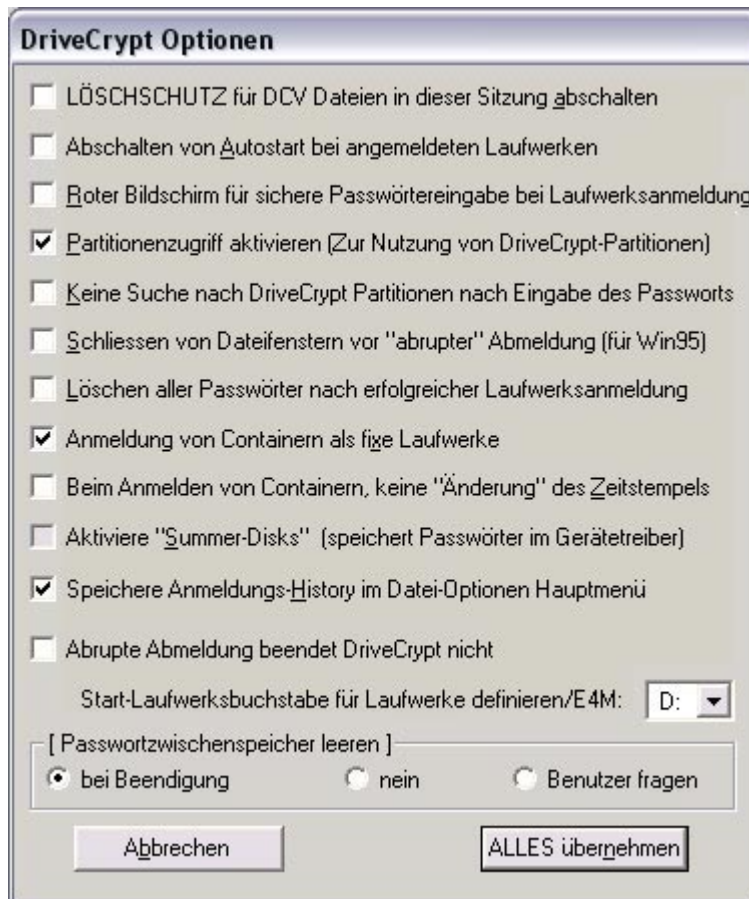 DriveCrypt Optionen
LÖSCHSCHUTZ für DCV Dateien in dieser Sitzung abschalten
Abschalten von Autostart bei angemeldeten Laufwerken
Roter Bildschirm für sichere Passwörtereingabe bei Laufwerksanmeldung
Partitionenzugriff aktivieren (Zur Nutzung von DriveCrypt-Partitionen)
Keine Suche nach DriveCrypt Partitionen nach Eingabe des Passworts
Schliessen von Dateifenstern vor "abrupter" Abmeldung (für Win95)
Löschen aller Passwörter nach erfolgreicher Laufwerksanmeldung
Anmeldung von Containern als fixe Laufwerke
Beim Anmelden von Containern, keine "Änderung" des Zeitstempels
Aktiviere "Summer-Disks" (speichert Passwörter im Gerätetreiber)
Speichere Anmeldungs-History im Datei-Optionen Hauptmenü
Abrupte Abmeldung beendet DriveCrypt nicht
Start-Laufwerksbuchstabe für Laufwerke definieren/E4M: D:
[ Passwortzwischenspeicher leeren ]
bei Beendigung nein Benutzer fragen
Abbrechen ALLES übernehmen